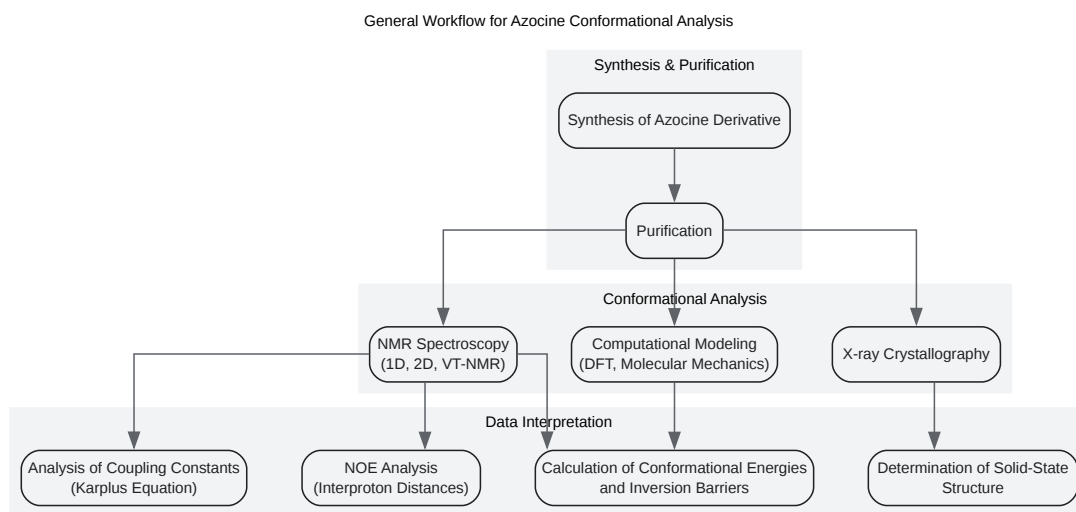 General Workflow for Azocine Conformational Analysis
Synthesis & Purification
Synthesis of Azocine Derivative
Purification
Conformational Analysis
NMR Spectroscopy
(1D, 2D, VT-NMR)
Computational Modeling
(DFT, Molecular Mechanics)
X-ray Crystallography
Data Interpretation
Analysis of Coupling Constants
(Karplus Equation)
NOE Analysis
(Interproton Distances)
Calculation of Conformational Energies
and Inversion Barriers
Determination of Solid-State
Structure